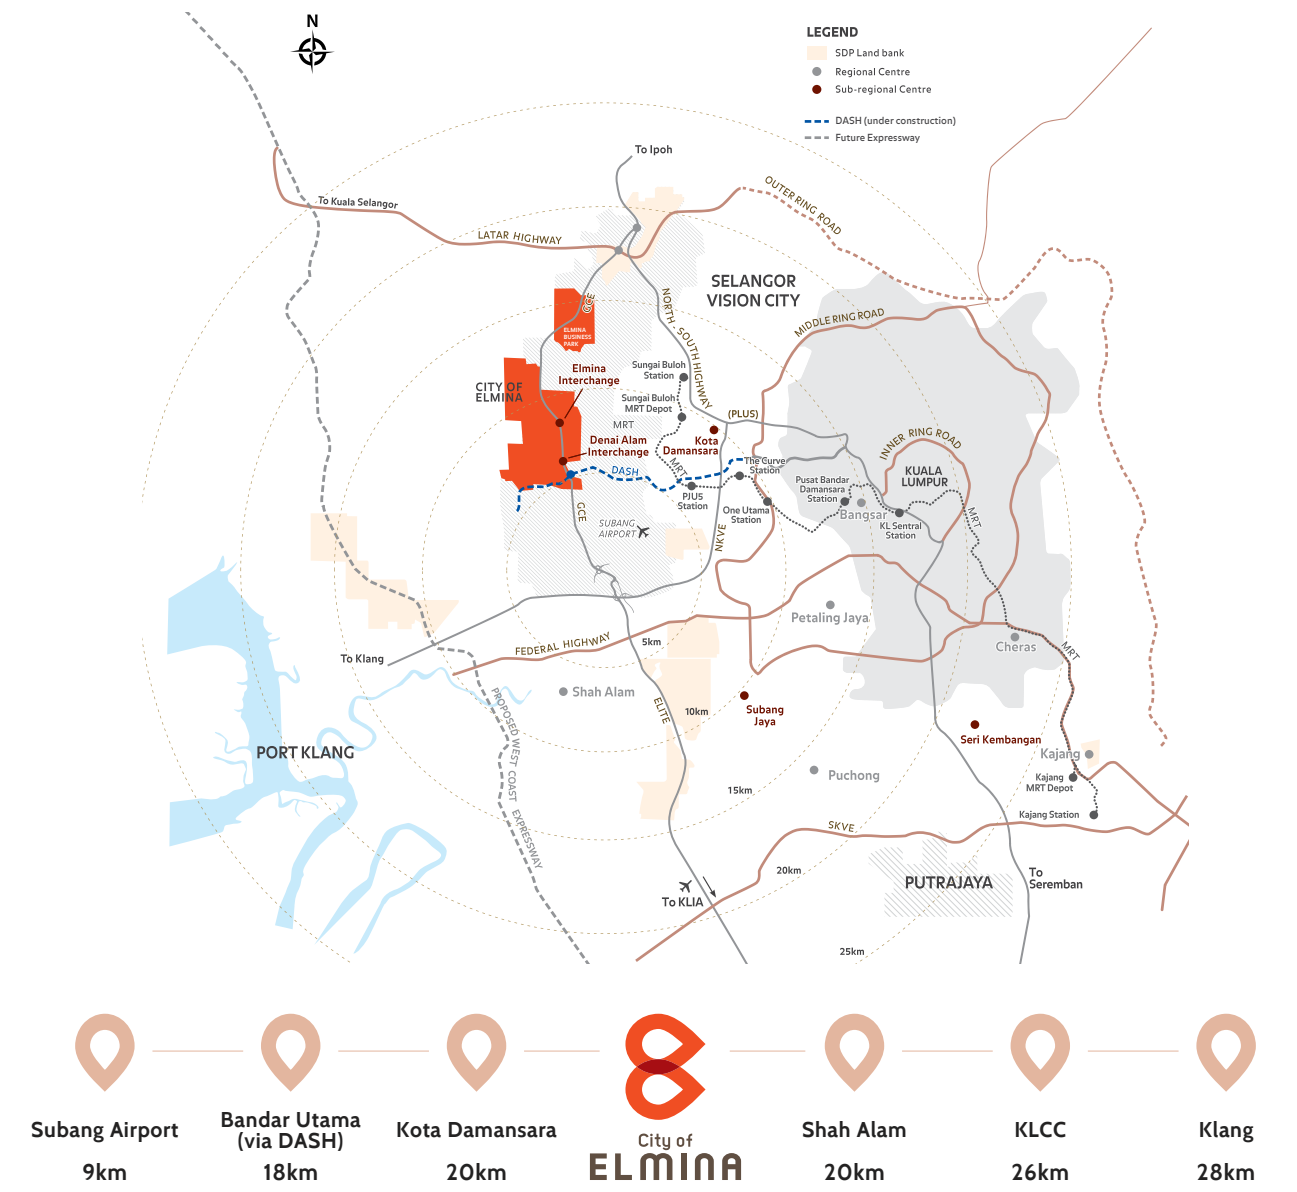 N
LEGEND
SDP Land bank
Regional Centre
Sub-regional Centre
DASH (under construction)
Future Expressway
To Ipoh
To Kuala Selangor
LATAR HIGHWAY
OUTER RING ROAD
SELANGOR
VISION CITY
GCE
NORTH - SOUTH HIGHWAY
MIDDLE RING ROAD
ELMINA
BUSINESS
PARK
Elmina
Interchange
Sungai Buloh
Station
CITY OF
ELMINA
Sungai Buloh
MRT Depot
(PLUS)
MRT
Kota
Damansara
Denai Alam
Interchange
INNER RING ROAD
DASH
MRT
The Curve
Station
KUALA
LUMPUR
Pusat Bandar
Damansara
Station
PJU5
Station
One Utama
Station
Bangsar
KL Sentral
Station
MRT
GCE
SUBANG
AIRPORT
NKVE
Petaling Jaya
Cheras
MRT
FEDERAL HIGHWAY
5km
To Klang
Shah Alam
PROPOSED WEST COAST EXPRESSWAY
ELITE
10km
Subang
Jaya
Seri Kembangan
PORT KLANG
Kajang
Puchong
Kajang
MRT Depot
15km
Kajang Station
SKVE
20km
PUTRAJAYA
To
Seremban
To KLIA
25km
Subang Airport
9km
Bandar Utama
(via DASH)
18km
Kota Damansara
20km
City of
ELMINA
Shah Alam
20km
KLCC
26km
Klang
28km